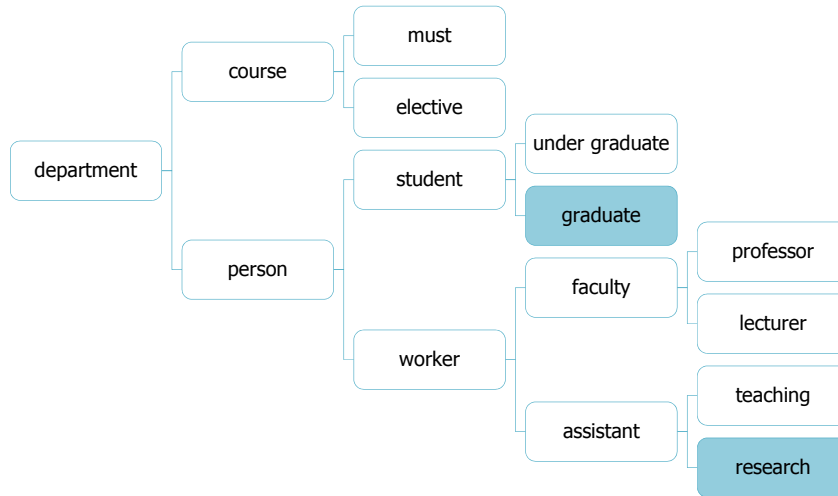 must
course
elective
under graduate
department
student
graduate
professor
person
faculty
lecturer
worker
teaching
assistant
research